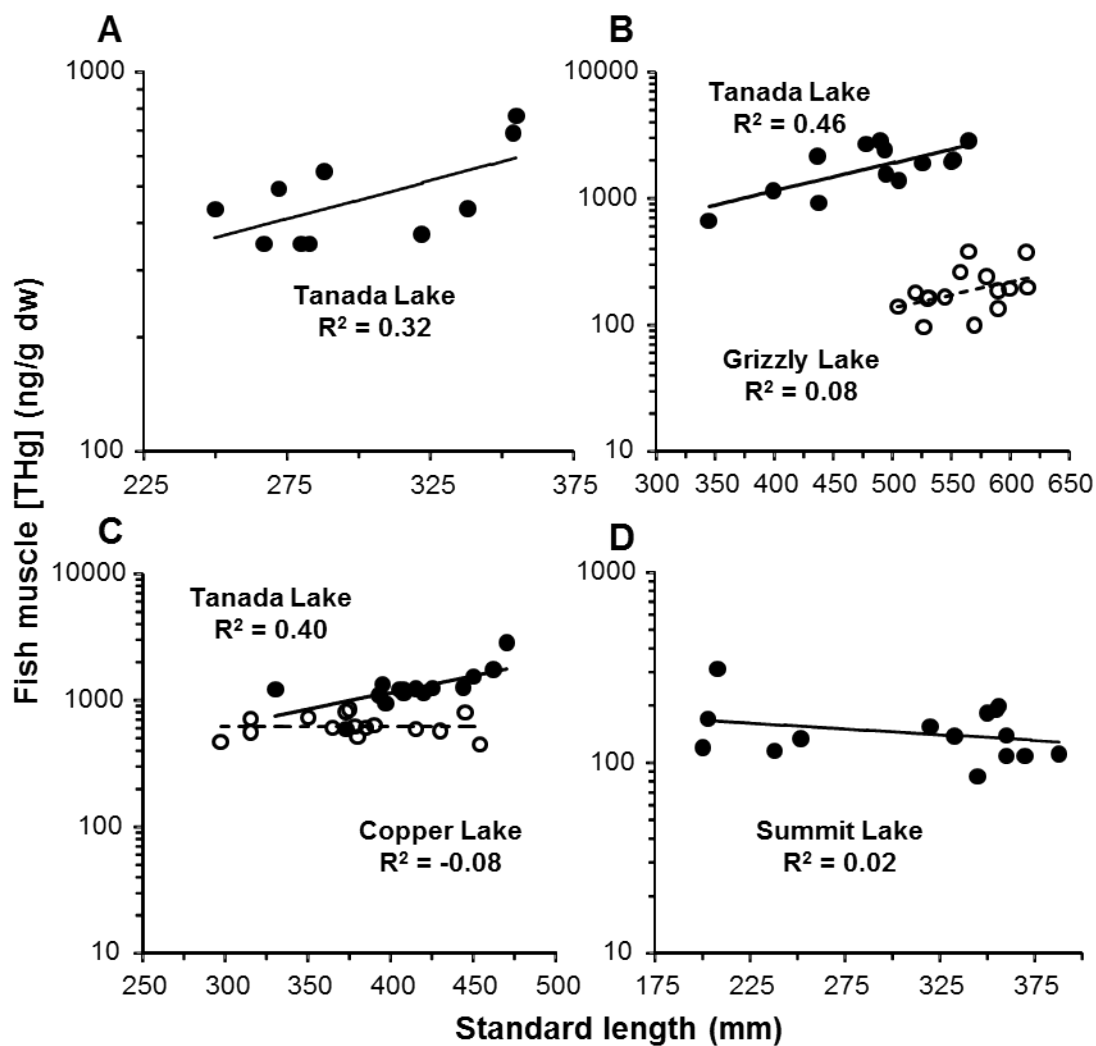 A
B
1000
100
225
275
325
375
Tanada Lake
R² = 0.32
10000
1000
100
10
300
350
400
450
500
550
600
650
Tanada Lake
R² = 0.46
Grizzly Lake
R² = 0.08
Fish muscle [THg] (ng/g dw)
C
D
10000
1000
100
10
250
300
350
400
450
500
Tanada Lake
R² = 0.40
Copper Lake
R² = -0.08
1000
100
10
175
225
275
325
375
Summit Lake
R² = 0.02
Standard length (mm)